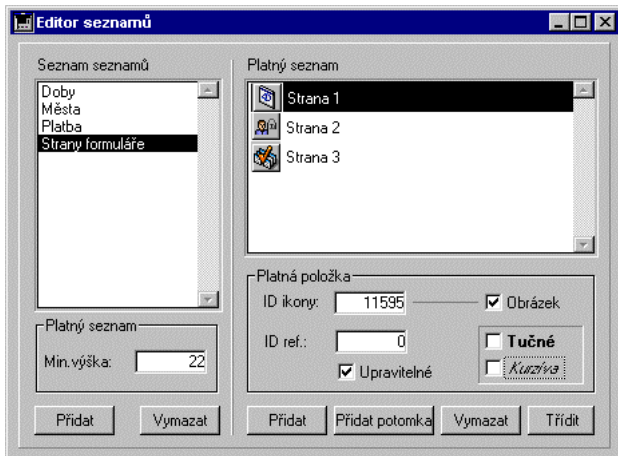 Editor seznamů
Seznam seznamů
Doby
Města
Platba
Strany formuláře
Platný seznam
Min.výška: 22
Přidat Vymazat
Platný seznam
Strana 1
Strana 2
Strana 3
Platná položka
ID ikony: 11595 Obrázek
ID ref.: 0 Tučné
Upravitelné Kurzíva
Přidat Přidat potomka Vymazat Třídit